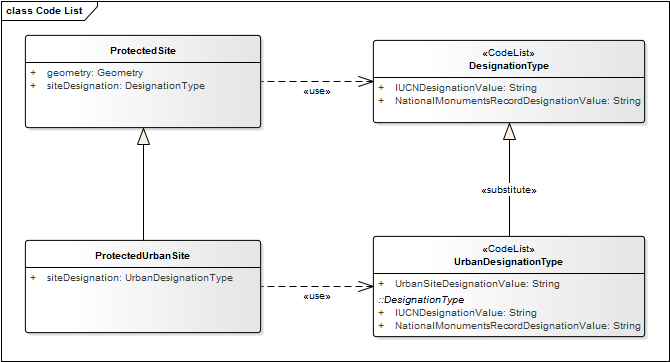 class Code List
ProtectedSite
+ geometry: Geometry
+ siteDesignation: DesignationType
«use»
«CodeList»
DesignationType
+ IUCNDesignationValue: String
+ NationalMonumentsRecordDesignationValue: String
«substitute»
ProtectedUrbanSite
+ siteDesignation: UrbanDesignationType
«use»
«CodeList»
UrbanDesignationType
+ UrbanSiteDesignationValue: String
::DesignationType
+ IUCNDesignationValue: String
+ NationalMonumentsRecordDesignationValue: String